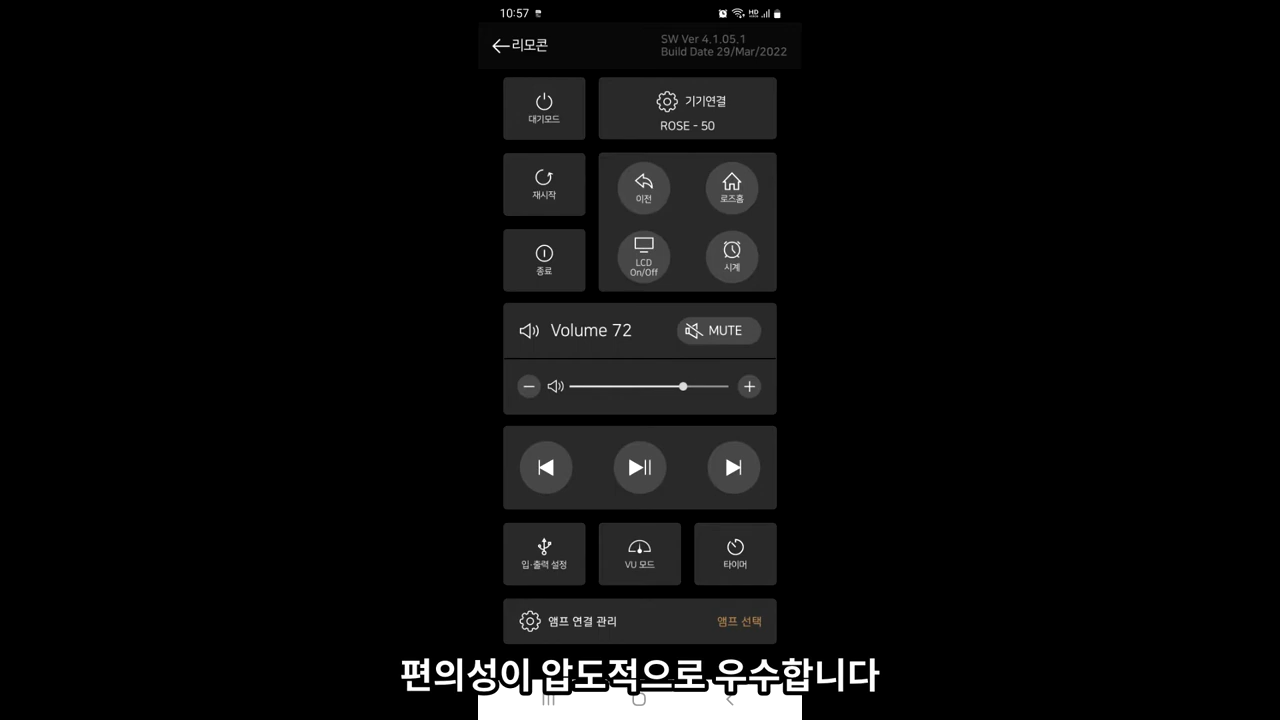 10:57
리모콘
SW Ver 4.1.05.1
Build Date 29/Mar/2022
대기모드
기기연결
ROSE - 50
재시작
이전
로즈홈
종료
LCD
On/Off
시계
Volume 72
MUTE
입·출력 설정
VU 모드
타이머
앰프 연결 관리
앰프 선택
편의성이 압도적으로 우수합니다